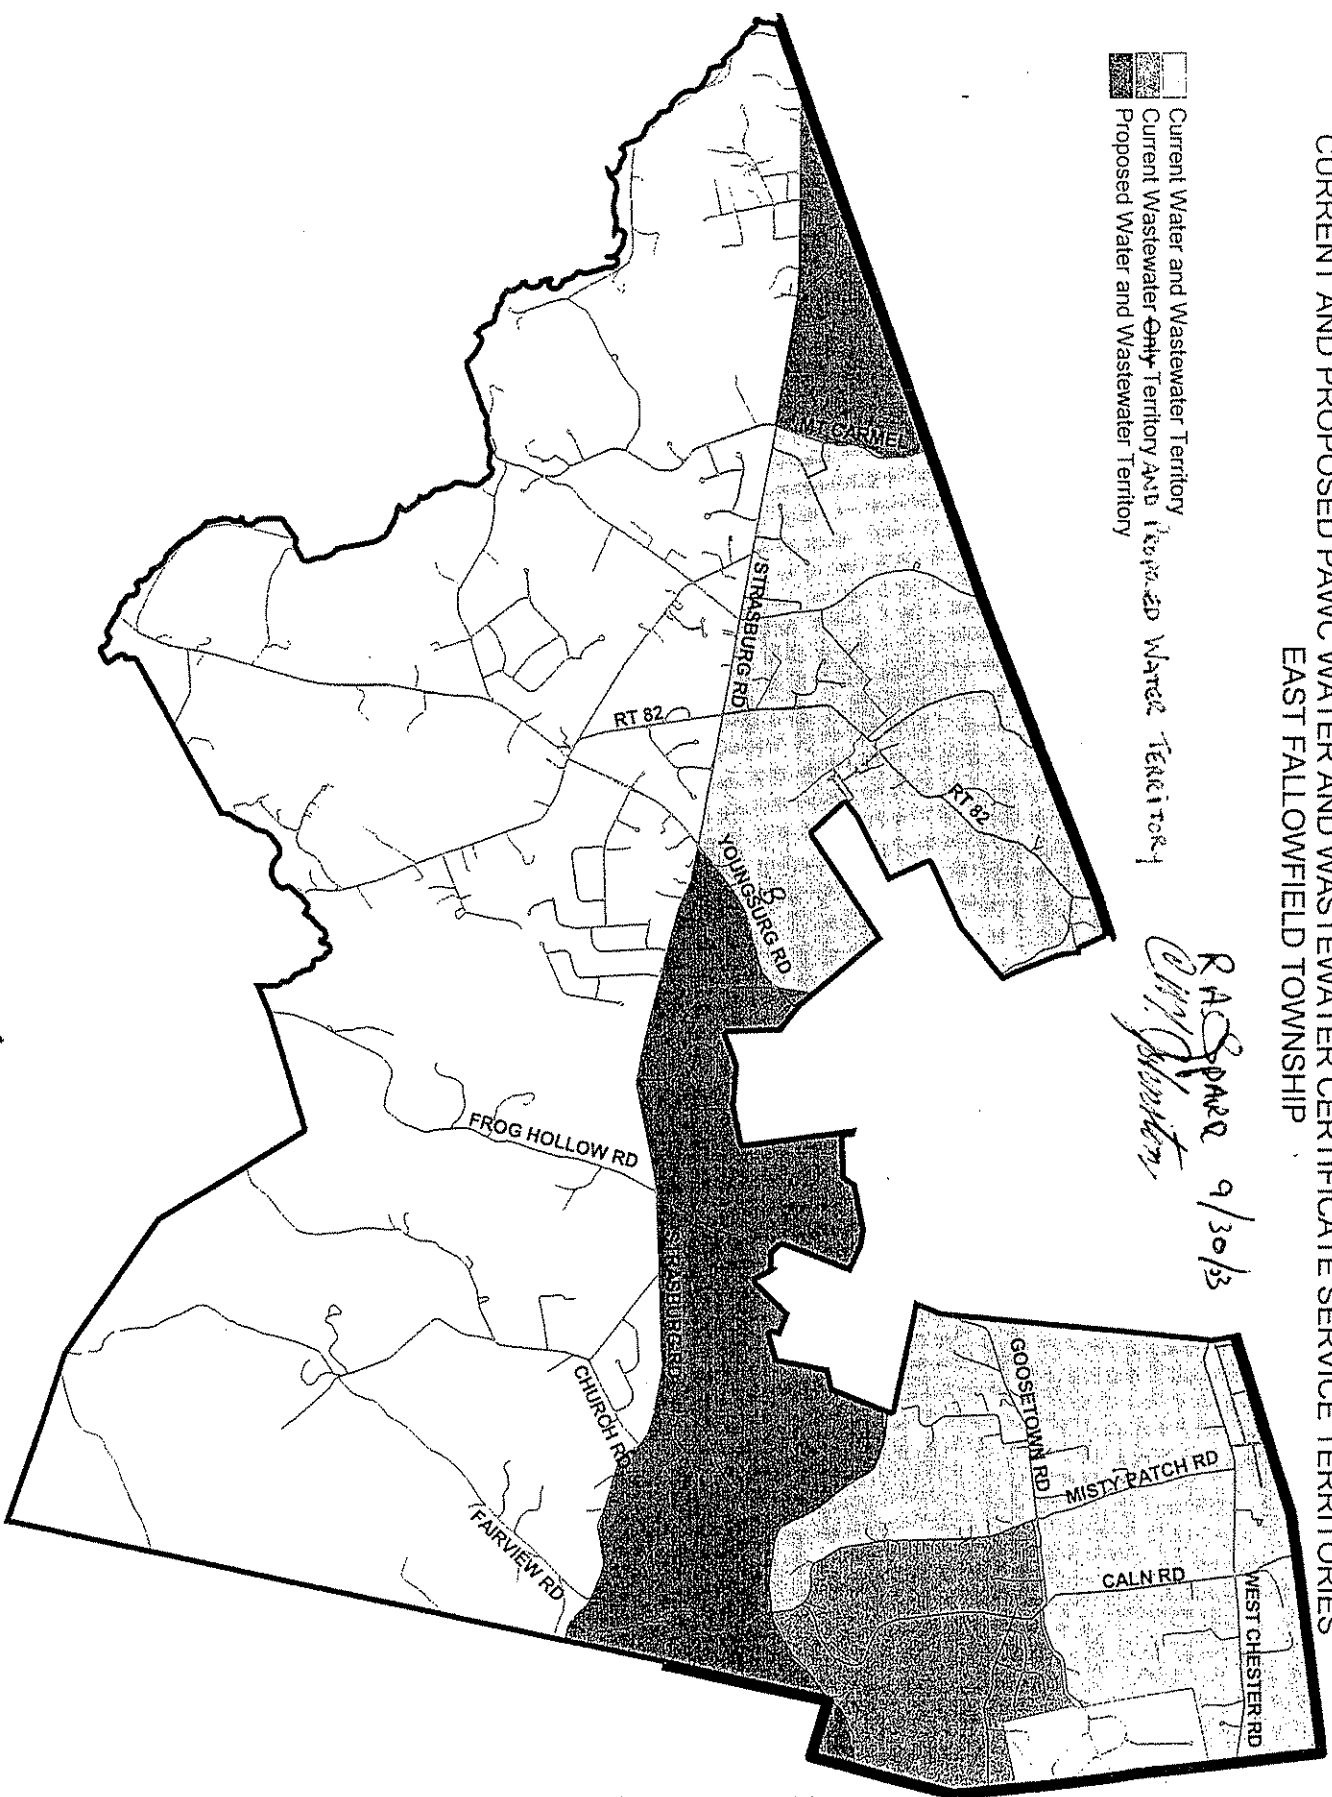 CURRENT AND PROPOSED PAWC WATER AND WASTEWATER CERTIFICATE SERVICE TERRITORIES
EAST FALLOWFIELD TOWNSHIP
Current Water and Wastewater Territory
Current Wastewater Only Territory AND Proposed WATER TERRITORY
Proposed Water and Wastewater Territory
9/30/03
MT CARMEL
STRASBURG RD
RT 82
RT 82
YOUNGSURG RD
B
FROG HOLLOW RD
STRASBURG RD
CHURCH RD
FAIRVIEW RD
GOOSETOWN RD
MISTY PATCH RD
CALN RD
WEST CHESTER RD